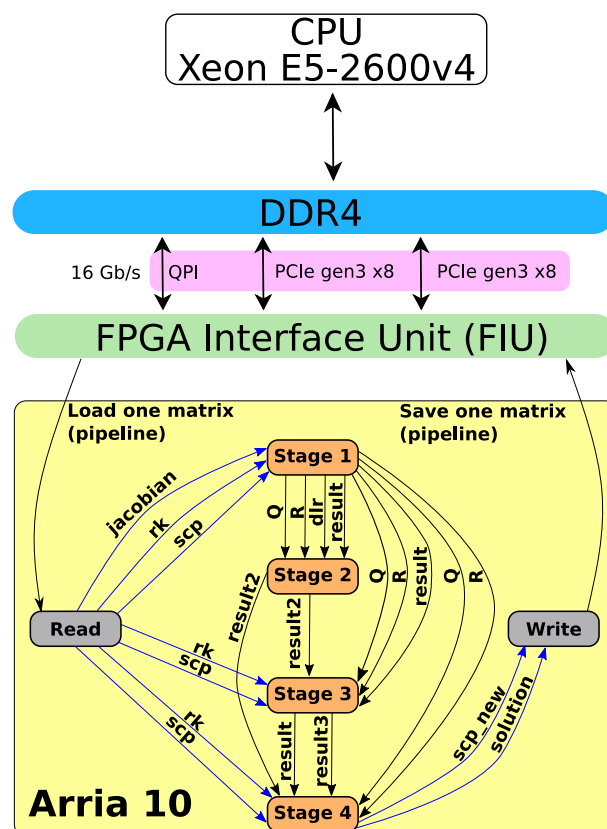 CPU
Xeon E5-2600v4
DDR4
16 Gb/s
QPI
PCIe gen3 x8
PCIe gen3 x8
FPGA Interface Unit (FIU)
Load one matrix
(pipeline)
Save one matrix
(pipeline)
Stage 1
jacobian
rk
scp
Q
R
dlr
result
Q
R
result
Q
R
Stage 2
result2
result2
Read
Write
rk
scp
Stage 3
rk
scp
result
result3
scp_new
solution
Stage 4
Arria 10